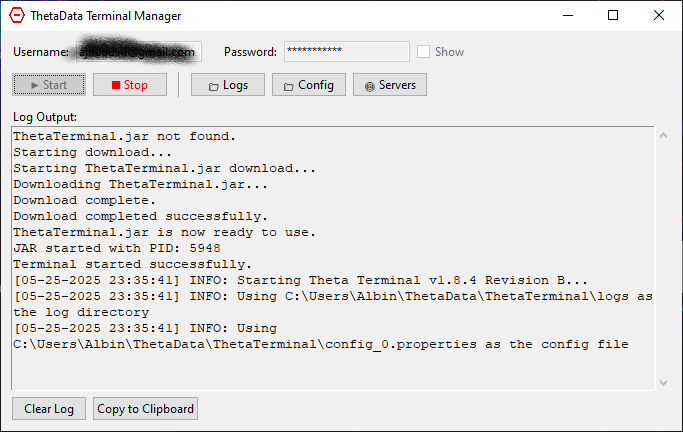 ThetaData Terminal Manager
Username: @gmail.com Password: *********** Show
Start Stop Logs Config Servers
Log Output:
ThetaTerminal.jar not found.
Starting download...
Starting ThetaTerminal.jar download...
Downloading ThetaTerminal.jar...
Download complete.
Download completed successfully.
ThetaTerminal.jar is now ready to use.
JAR started with PID: 5948
Terminal started successfully.
[05-25-2025 23:35:41] INFO: Starting Theta Terminal v1.8.4 Revision B...
[05-25-2025 23:35:41] INFO: Using C:\Users\Albin\ThetaData\ThetaTerminal\logs as
the log directory
[05-25-2025 23:35:41] INFO: Using
C:\Users\Albin\ThetaData\ThetaTerminal\config_0.properties as the config file
Clear Log Copy to Clipboard